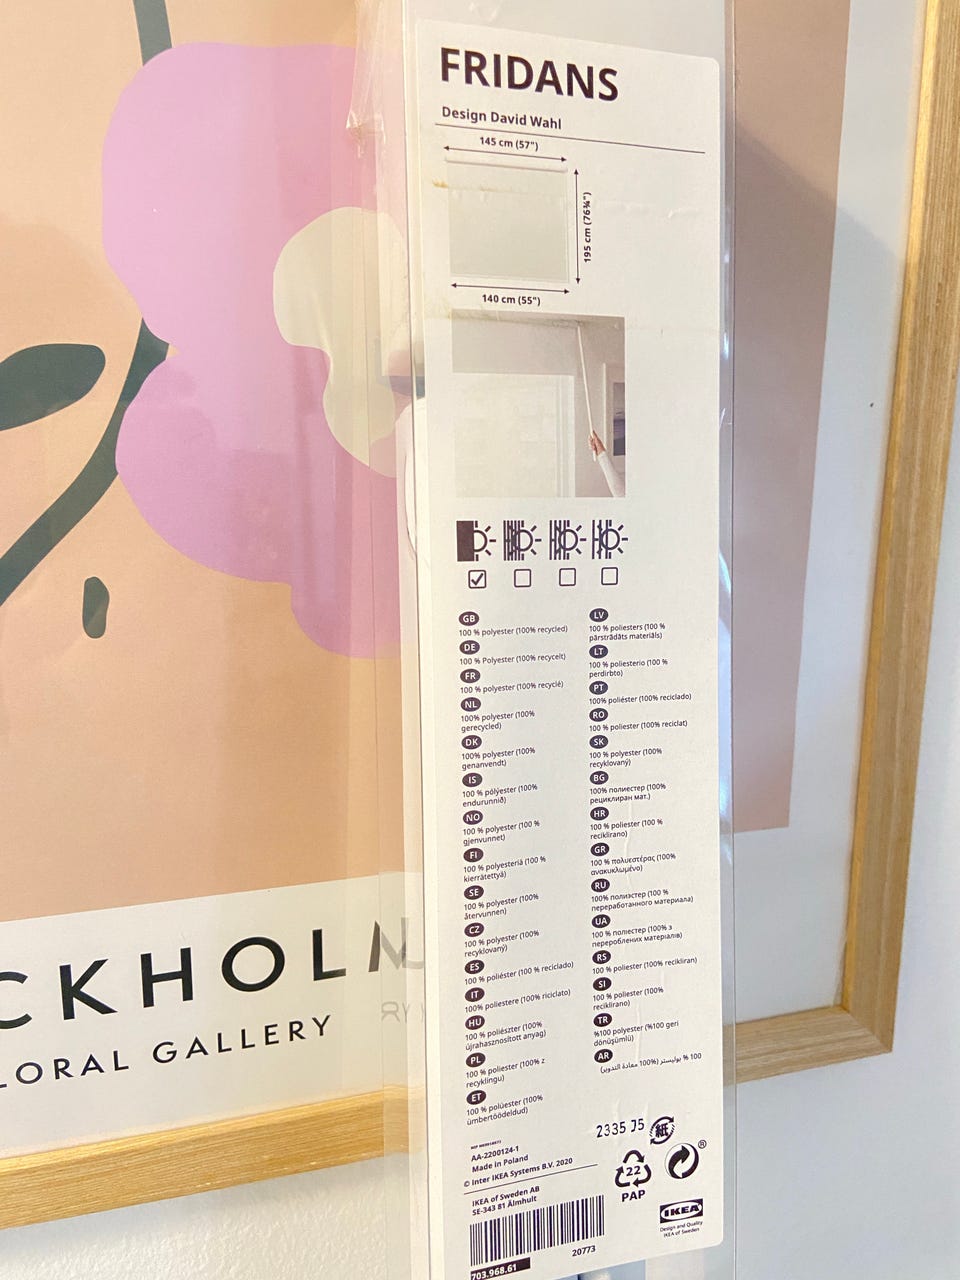 FRIDANS
Design David Wahl
145 cm (57")
195 cm (76¾")
140 cm (55")
GB
100 % polyester (100% recycled)
DE
100 % Polyester (100% recycelt)
FR
100 % polyester (100% recyclé)
NL
100% polyester (100%
gerecycled)
DK
100% polyester (100%
genanvendt)
IS
100 % pólýester (100%
endurunnið)
NO
100 % polyester (100 %
gjenvunnet)
FI
100 % polyesteriä (100 %
kierrätettyä)
SE
100 % polyester (100%
återvunnen)
CZ
100 % polyester (100%
recyklovaný)
ES
100 % poliéster (100 % reciclado)
IT
100% poliestere (100% riciclato)
HU
100 % poliészter (100%
újrahasznosított anyag)
PL
100 % poliester (100% z
recyklingu)
ET
100 % polüester (100%
ümbertöödeldud)
LV
100 % poliesters (100 %
pārstrādāts materiāls)
LT
100 % poliesterio (100 %
perdirbto)
PT
100% poliéster (100% reciclado)
RO
100 % poliester (100% reciclat)
SK
100 % polyester (100%
recyklovaný)
BG
100% полиестер (100%
рециклиран мат.)
HR
100 % poliester (100 %
reciklirano)
GR
100 % πολυεστέρας (100%
ανακυκλωμένο)
RU
100% полиэстер (100 %
переработанного материала)
UA
100 % поліестер (100% з
перероблених матеріалів)
RS
100 % poliester (100% recikliran)
SI
100 % poliester (100%
reciklirano)
TR
%100 polyester (%100 geri
dönüşümlü)
AR
100 % بوليستر (100% معادة التدوير)
2335 J5
紙
AA-2200124-1
Made in Poland
© Inter IKEA Systems B.V. 2020
22
PAP
®
IKEA of Sweden AB
SE-343 81 Älmhult
IKEA
Design and Quality
IKEA of Sweden
20773
703.968.61
CKHOLM
LORAL GALLERY